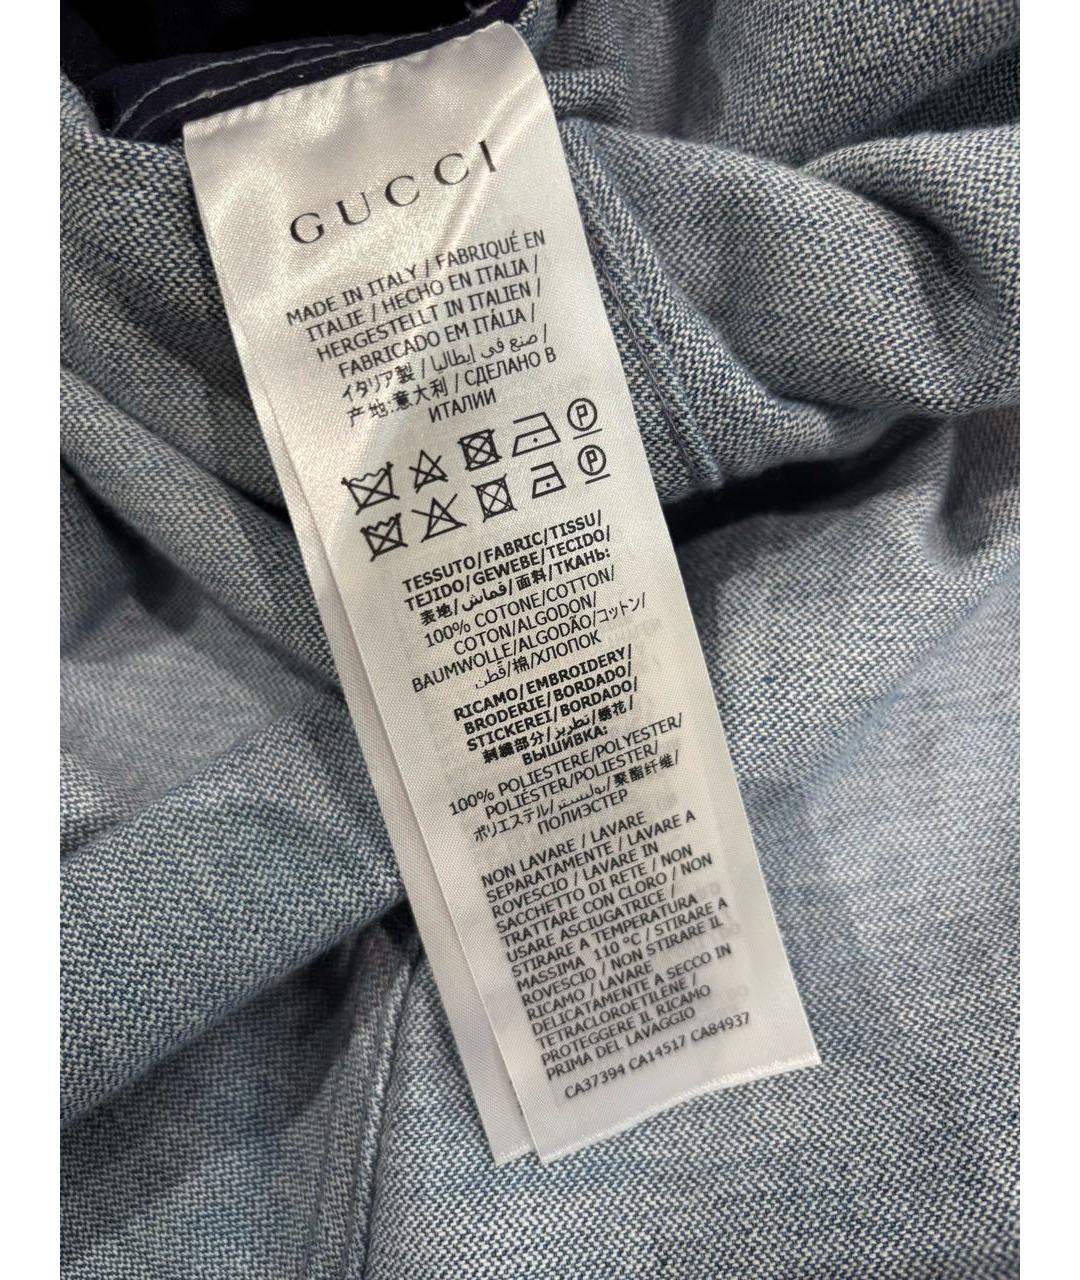 GUCCI
MADE IN ITALY / FABRIQUÉ EN
ITALIE / HECHO EN ITALIA /
HERGESTELLT IN ITALIEN /
FABRICADO EM ITÁLIA /
صنع في إيطاليا /
イタリア製 /
产地:意大利 / СДЕЛАНО В
ИТАЛИИ
P
P
TESSUTO/FABRIC/TISSU/
TEJIDO/GEWEBE/TECIDO/
表地/قماش/面料/ТКАНЬ:
100% COTONE/COTTON/
COTON/ALGODON/
BAUMWOLLE/ALGODÃO/コットン/
قطن/棉/ХЛОПОК
RICAMO/EMBROIDERY/
BRODERIE/BORDADO/
STICKEREI/BORDADO/
刺繍部分/تطريز/绣花/
ВЫШИВКА:
100% POLIESTERE/POLYESTER/
POLIÉSTER/POLIESTER/
ポリエステル/بوليستر/聚酯纤维/
ПОЛИЭСТЕР
NON LAVARE / LAVARE
SEPARATAMENTE / LAVARE A
ROVESCIO / LAVARE IN
SACCHETTO DI RETE / NON
TRATTARE CON CLORO / NON
USARE ASCIUGATRICE /
STIRARE A TEMPERATURA
MASSIMA 110 °C / STIRARE A
ROVESCIO / NON STIRARE IL
RICAMO / LAVARE
DELICATAMENTE A SECCO IN
TETRACLOROETILENE /
PROTEGGERE IL RICAMO
PRIMA DEL LAVAGGIO
CA37394 CA14517 CA84937